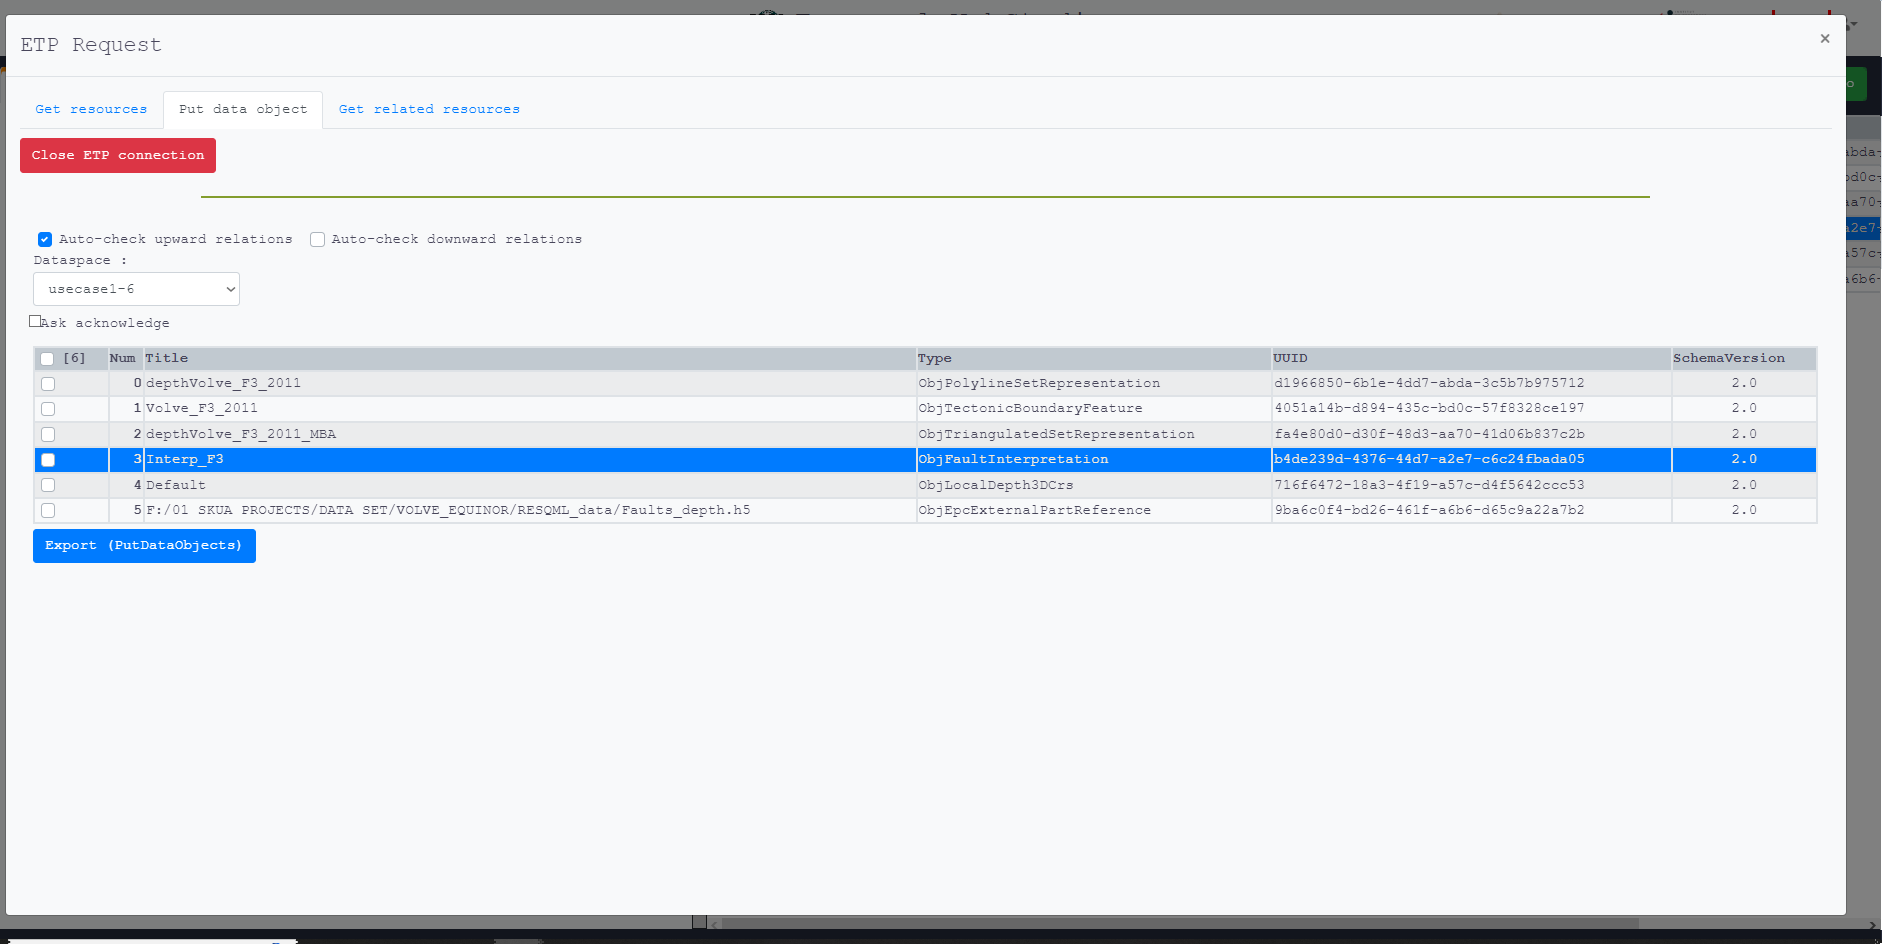 ETP Request
×
Get resources
Put data object
Get related resources
Close ETP connection
Auto-check upward relations
Auto-check downward relations
Dataspace :
usecase1-6
Ask acknowledge
[6] Num Title Type UUID SchemaVersion
0 depthVolve_F3_2011 ObjPolylineSetRepresentation d1966850-6b1e-4dd7-abda-3c5b7b975712 2.0
1 Volve_F3_2011 ObjTectonicBoundaryFeature 4051a14b-d894-435c-bd0c-57f8328ce197 2.0
2 depthVolve_F3_2011_MBA ObjTriangulatedSetRepresentation fa4e80d0-d30f-48d3-aa70-41d06b837c2b 2.0
3 Interp_F3 ObjFaultInterpretation b4de239d-4376-44d7-a2e7-c6c24fbada05 2.0
4 Default ObjLocalDepth3DCrs 716f6472-18a3-4f19-a57c-d4f5642ccc53 2.0
5 F:/01 SKUA PROJECTS/DATA SET/VOLVE_EQUINOR/RESQML_data/Faults_depth.h5 ObjEpcExternalPartReference 9ba6c0f4-bd26-461f-a6b6-d65c9a22a7b2 2.0
Export (PutDataObjects)